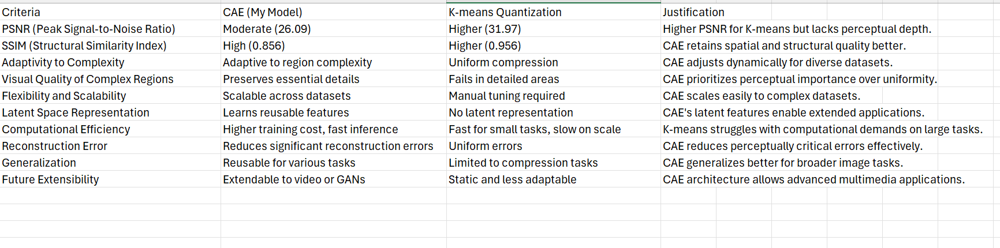 Criteria CAE (My Model) K-means Quantization Justification
PSNR (Peak Signal-to-Noise Ratio) Moderate (26.09) Higher (31.97) Higher PSNR for K-means but lacks perceptual depth.
SSIM (Structural Similarity Index) High (0.856) Higher (0.956) CAE retains spatial and structural quality better.
Adaptivity to Complexity Adaptive to region complexity Uniform compression CAE adjusts dynamically for diverse datasets.
Visual Quality of Complex Regions Preserves essential details Fails in detailed areas CAE prioritizes perceptual importance over uniformity.
Flexibility and Scalability Scalable across datasets Manual tuning required CAE scales easily to complex datasets.
Latent Space Representation Learns reusable features No latent representation CAE's latent features enable extended applications.
Computational Efficiency Higher training cost, fast inference Fast for small tasks, slow on scale K-means struggles with computational demands on large tasks.
Reconstruction Error Reduces significant reconstruction errors Uniform errors CAE reduces perceptually critical errors effectively.
Generalization Reusable for various tasks Limited to compression tasks CAE generalizes better for broader image tasks.
Future Extensibility Extendable to video or GANs Static and less adaptable CAE architecture allows advanced multimedia applications.